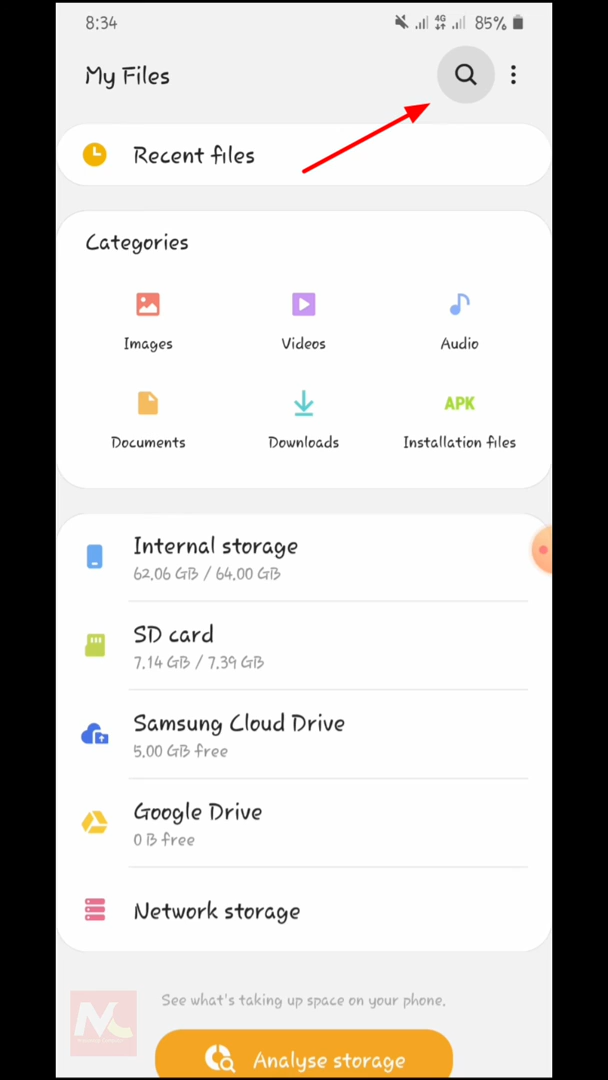 8:34
4G
85%
My Files
Recent files
Categories
Images
Videos
Audio
APK
Documents
Downloads
Installation files
Internal storage
62.06 GB / 64.00 GB
SD card
7.14 GB / 7.39 GB
Samsung Cloud Drive
5.00 GB free
Google Drive
0 B free
Network storage
See what's taking up space on your phone.
Analyse storage